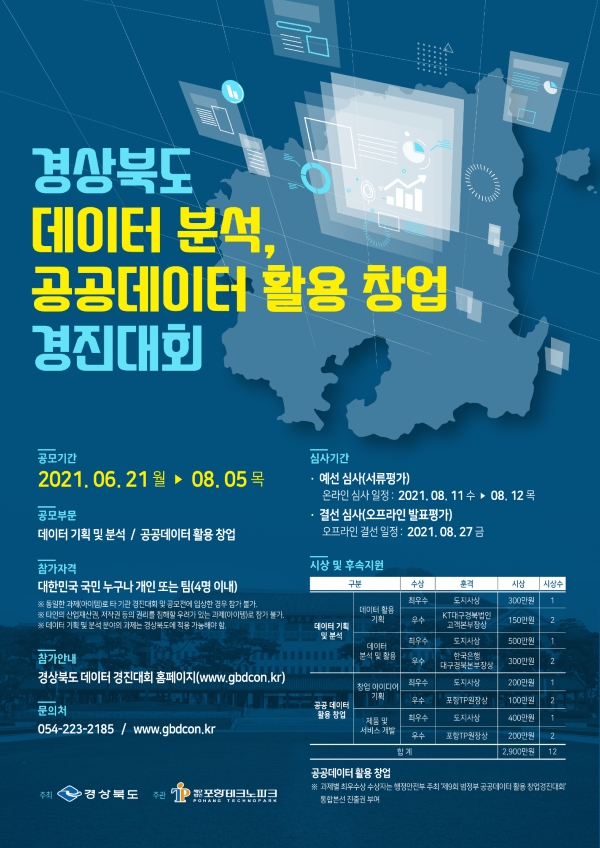 경상북도
데이터 분석,
공공데이터 활용 창업
경진대회
공모기간
2021. 06. 21 월 ▶ 08. 05 목
공모부문
데이터 기획 및 분석 / 공공데이터 활용 창업
참가자격
대한민국 국민 누구나 개인 또는 팀(4명 이내)
※ 동일한 과제(아이템)로 타 기관 경진대회 및 공모전에 입상한 경우 참가 불가.
※ 타인의 산업재산권, 저작권 등의 권리를 침해할 우려가 있는 과제(아이템)로 참가 불가.
※ 데이터 기획 및 분석 분야의 과제는 경상북도에 적용 가능해야 함.
참가안내
경상북도 데이터 경진대회 홈페이지(www.gbdcon.kr)
문의처
054-223-2185 / www.gbdcon.kr
주최 경상북도 주관 재단법인 포항테크노파크
POHANG TECHNOPARK
심사기간
· 예선 심사(서류평가)
온라인 심사 일정 : 2021. 08. 11 수 ▶ 08. 12 목
· 결선 심사(오프라인 발표평가)
오프라인 결선 일정 : 2021. 08. 27 금
시상 및 후속지원
구분 수상 훈격 시상 시상수
데이터 기획 및 분석 데이터 활용 기획 최우수 도지사상 300만원 1
우수 KT대구경북법인 고객본부장상 150만원 2
데이터 분석 및 활용 최우수 도지사상 500만원 1
우수 한국은행 대구경북본부장상 300만원 2
공공 데이터 활용 창업 창업 아이디어 기획 최우수 도지사상 200만원 1
우수 포항TP원장상 100만원 2
제품 및 서비스 개발 최우수 도지사상 400만원 1
우수 포항TP원장상 200만원 2
합 계 2,900만원 12
공공데이터 활용 창업
※ 과제별 최우수상 수상자는 행정안전부 주최 '제9회 범정부 공공데이터 활용 창업경진대회'
통합본선 진출권 부여